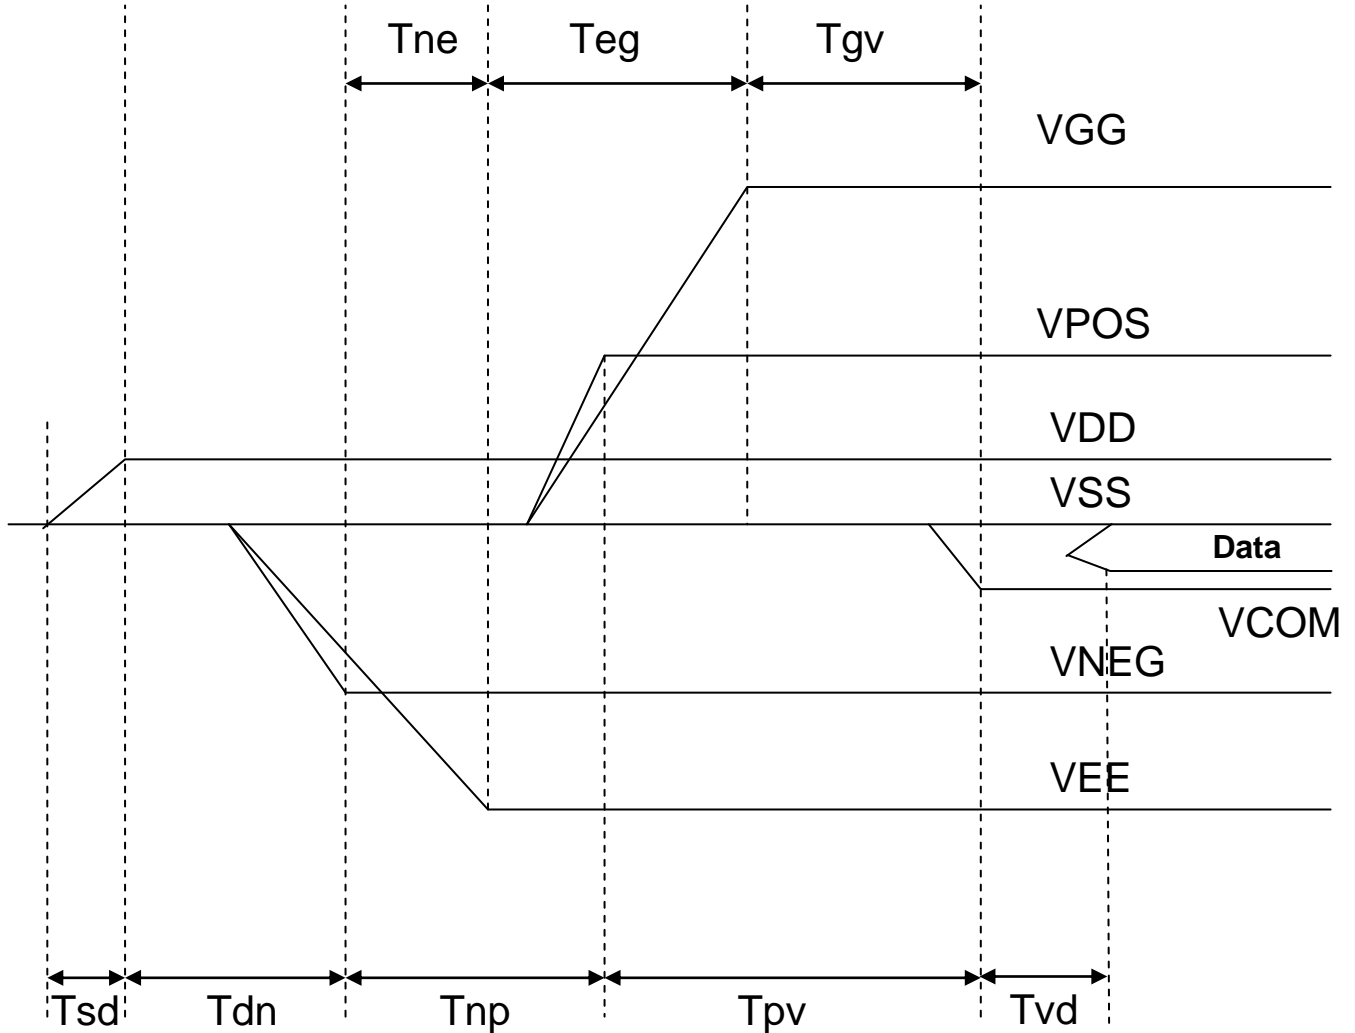 Tne
Teg
Tgv
VGG
VPOS
VDD
VSS
Data
VCOM
VNEG
VEE
Tsd
Tdn
Tnp
Tpv
Tvd